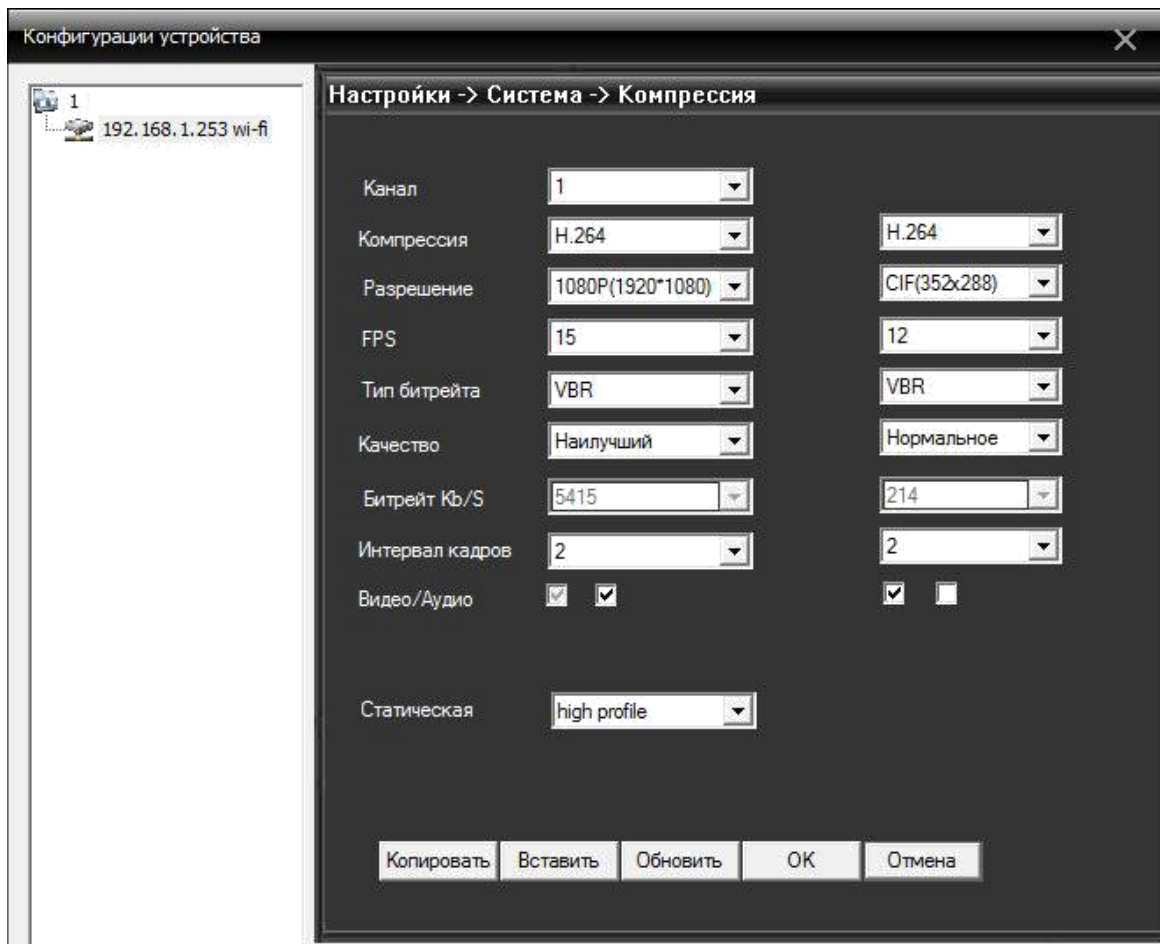 Конфигурации устройства
1
192.168.1.253 wi-fi
Настройки -> Система -> Компрессия
Канал 1
Компрессия H.264 H.264
Разрешение 1080P(1920*1080) CIF(352x288)
FPS 15 12
Тип битрейта VBR VBR
Качество Наилучший Нормальное
Битрейт Kb/S 5415 214
Интервал кадров 2 2
Видео/Аудио
Статическая high profile
Копировать Вставить Обновить OK Отмена